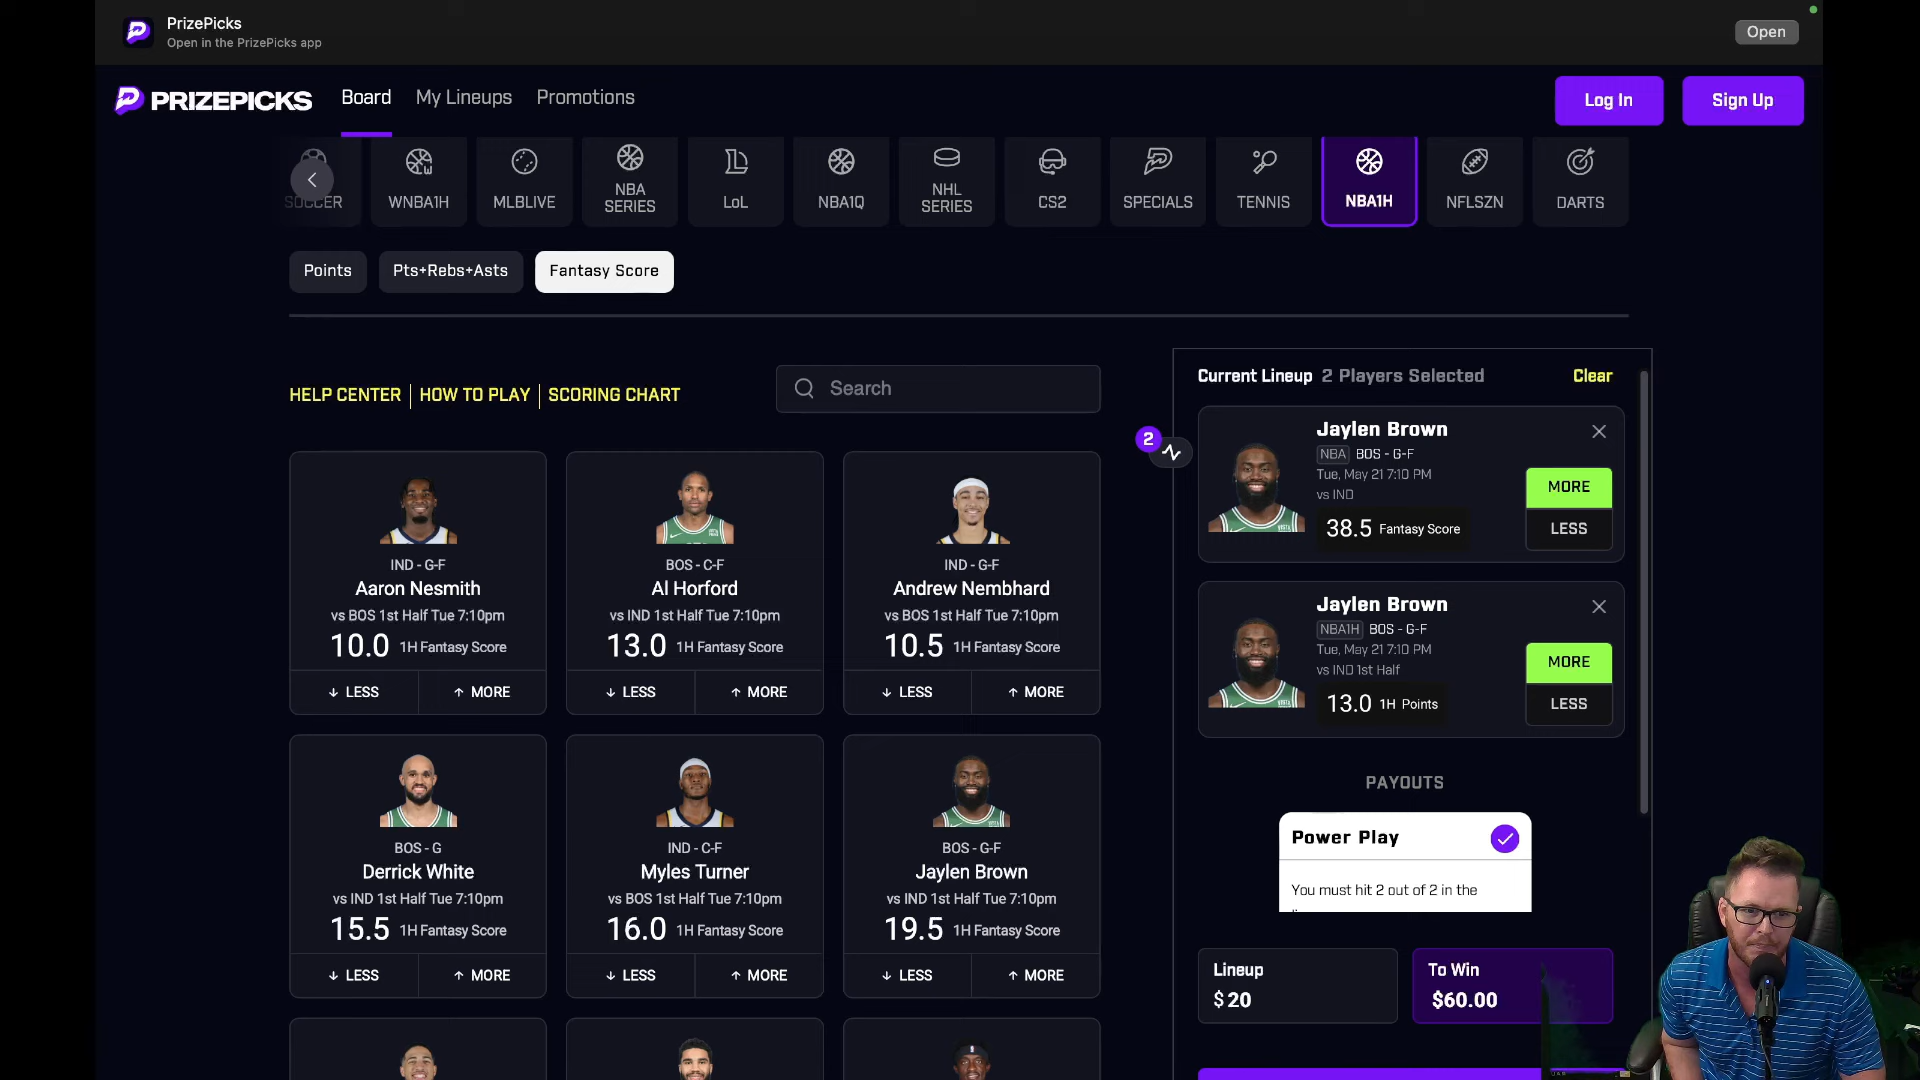 PrizePicks
Open in the PrizePicks app
Open
PRIZEPICKS
Board
My Lineups
Promotions
Log In
Sign Up
SOCCER
WNBA1H
MLBLIVE
NBA
SERIES
LoL
NBA1Q
NHL
SERIES
CS2
SPECIALS
TENNIS
NBA1H
NFLSZN
DARTS
Points
Pts+Rebs+Asts
Fantasy Score
HELP CENTER
HOW TO PLAY
SCORING CHART
Search
IND - G-F
Aaron Nesmith
vs BOS 1st Half Tue 7:10pm
10.0 1H Fantasy Score
↓ LESS
↑ MORE
BOS - C-F
Al Horford
vs IND 1st Half Tue 7:10pm
13.0 1H Fantasy Score
↓ LESS
↑ MORE
IND - G-F
Andrew Nembhard
vs BOS 1st Half Tue 7:10pm
10.5 1H Fantasy Score
↓ LESS
↑ MORE
BOS - G
Derrick White
vs IND 1st Half Tue 7:10pm
15.5 1H Fantasy Score
↓ LESS
↑ MORE
IND - C-F
Myles Turner
vs BOS 1st Half Tue 7:10pm
16.0 1H Fantasy Score
↓ LESS
↑ MORE
BOS - G-F
Jaylen Brown
vs IND 1st Half Tue 7:10pm
19.5 1H Fantasy Score
↓ LESS
↑ MORE
2
Current Lineup 2 Players Selected
Clear
Jaylen Brown
NBA BOS - G-F
Tue, May 21 7:10 PM
vs IND
38.5 Fantasy Score
MORE
LESS
Jaylen Brown
NBA1H BOS - G-F
Tue, May 21 7:10 PM
vs IND 1st Half
13.0 1H Points
MORE
LESS
PAYOUTS
Power Play
You must hit 2 out of 2 in the
Lineup
$ 20
To Win
$60.00